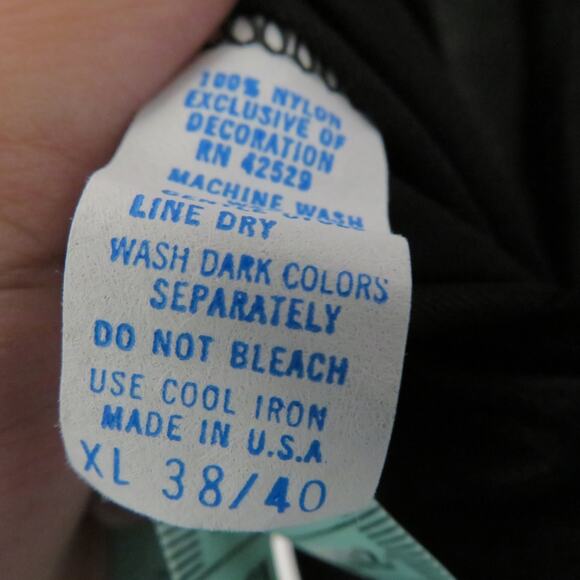 100% NYLON
EXCLUSIVE OF
DECORATION
RN 42529
MACHINE WASH
LINE DRY
WASH DARK COLORS
SEPARATELY
DO NOT BLEACH
USE COOL IRON
MADE IN U.S.A.
XL 38/40